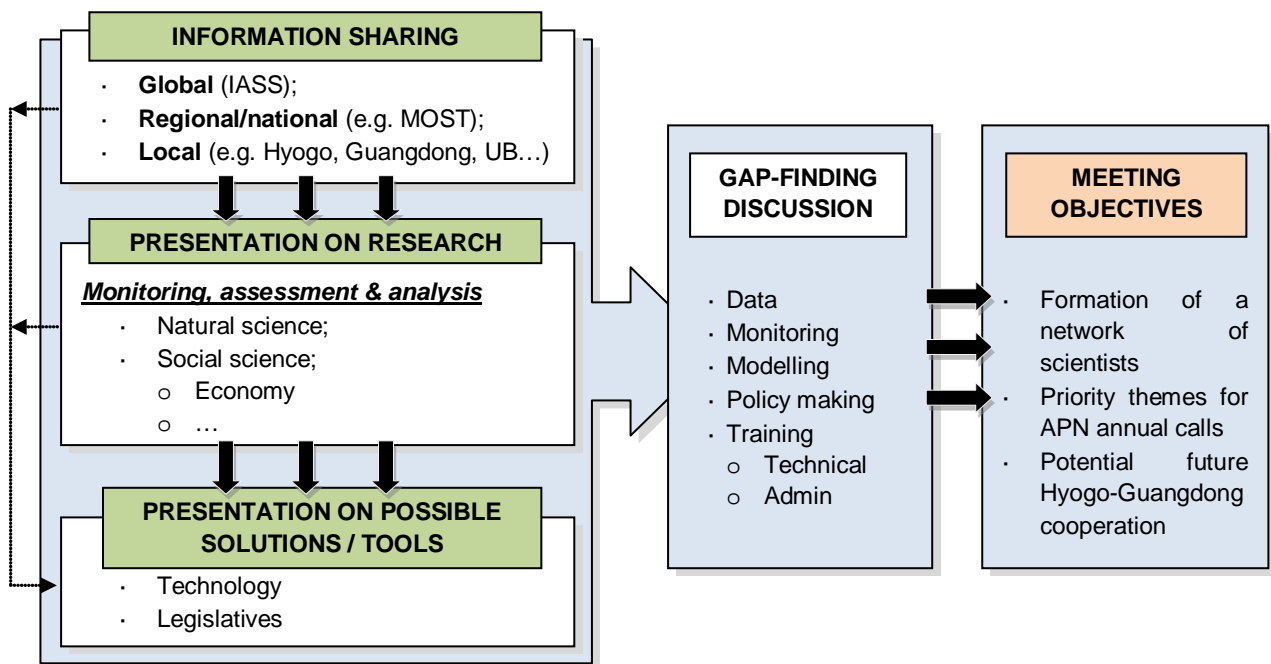 INFORMATION SHARING
· Global (IASS);
· Regional/national (e.g. MOST);
· Local (e.g. Hyogo, Guangdong, UB…)
PRESENTATION ON RESEARCH
Monitoring, assessment & analysis
· Natural science;
· Social science;
o Economy
o …
PRESENTATION ON POSSIBLE
SOLUTIONS / TOOLS
· Technology
· Legislatives
GAP-FINDING
DISCUSSION
· Data
· Monitoring
· Modelling
· Policy making
· Training
o Technical
o Admin
MEETING
OBJECTIVES
· Formation of a
network of
scientists
· Priority themes for
APN annual calls
· Potential future
Hyogo-Guangdong
cooperation